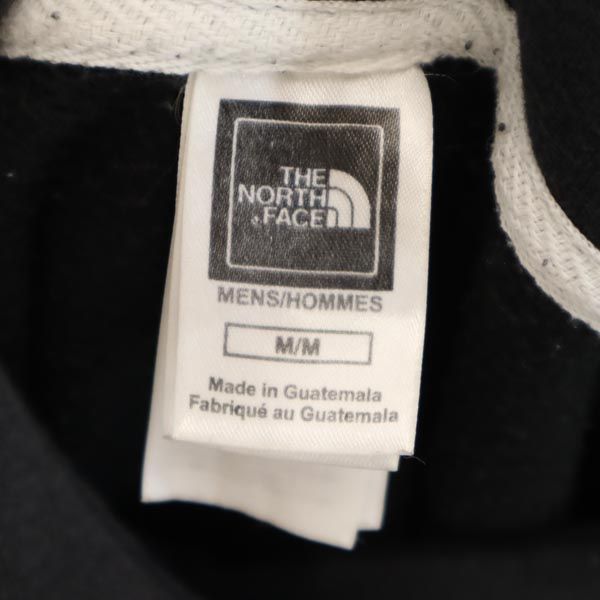 THE
NORTH
FACE
MENS/HOMMES
M/M
Made in Guatemala
Fabriqué au Guatemala